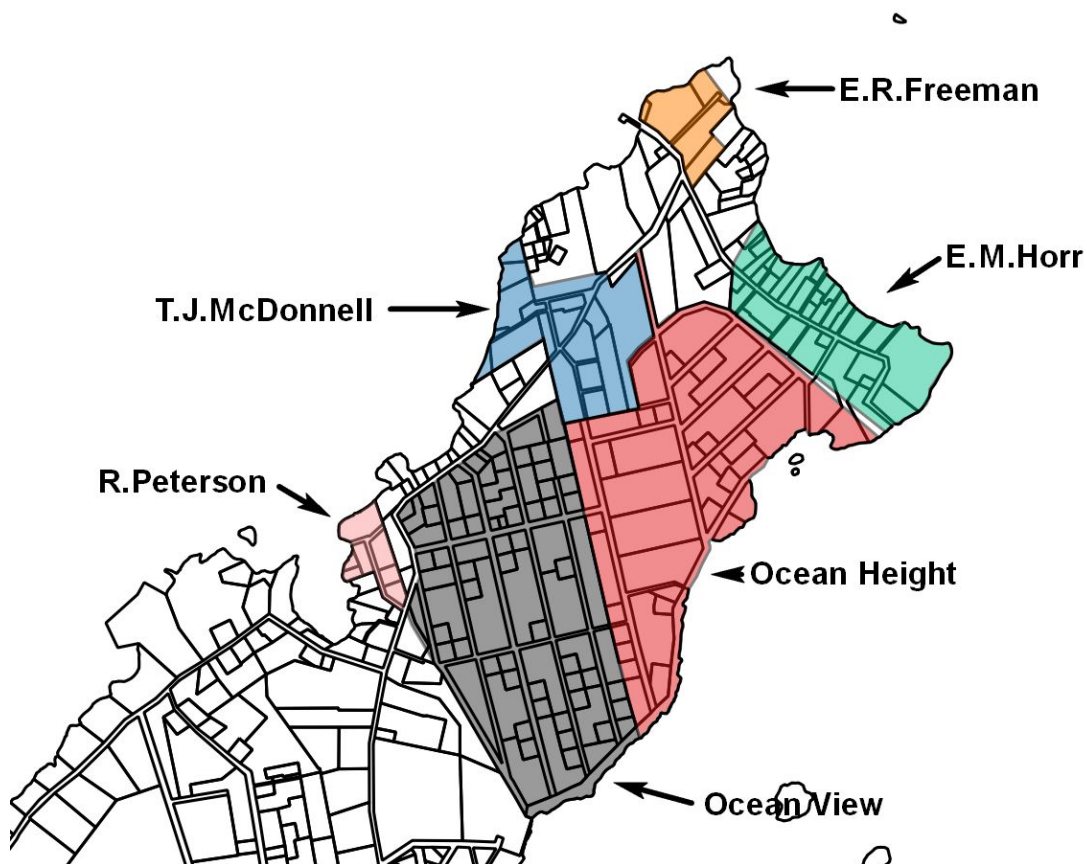 E.R.Freeman
E.M.Horr
T.J.McDonnell
R.Peterson
Ocean Height
Ocean View